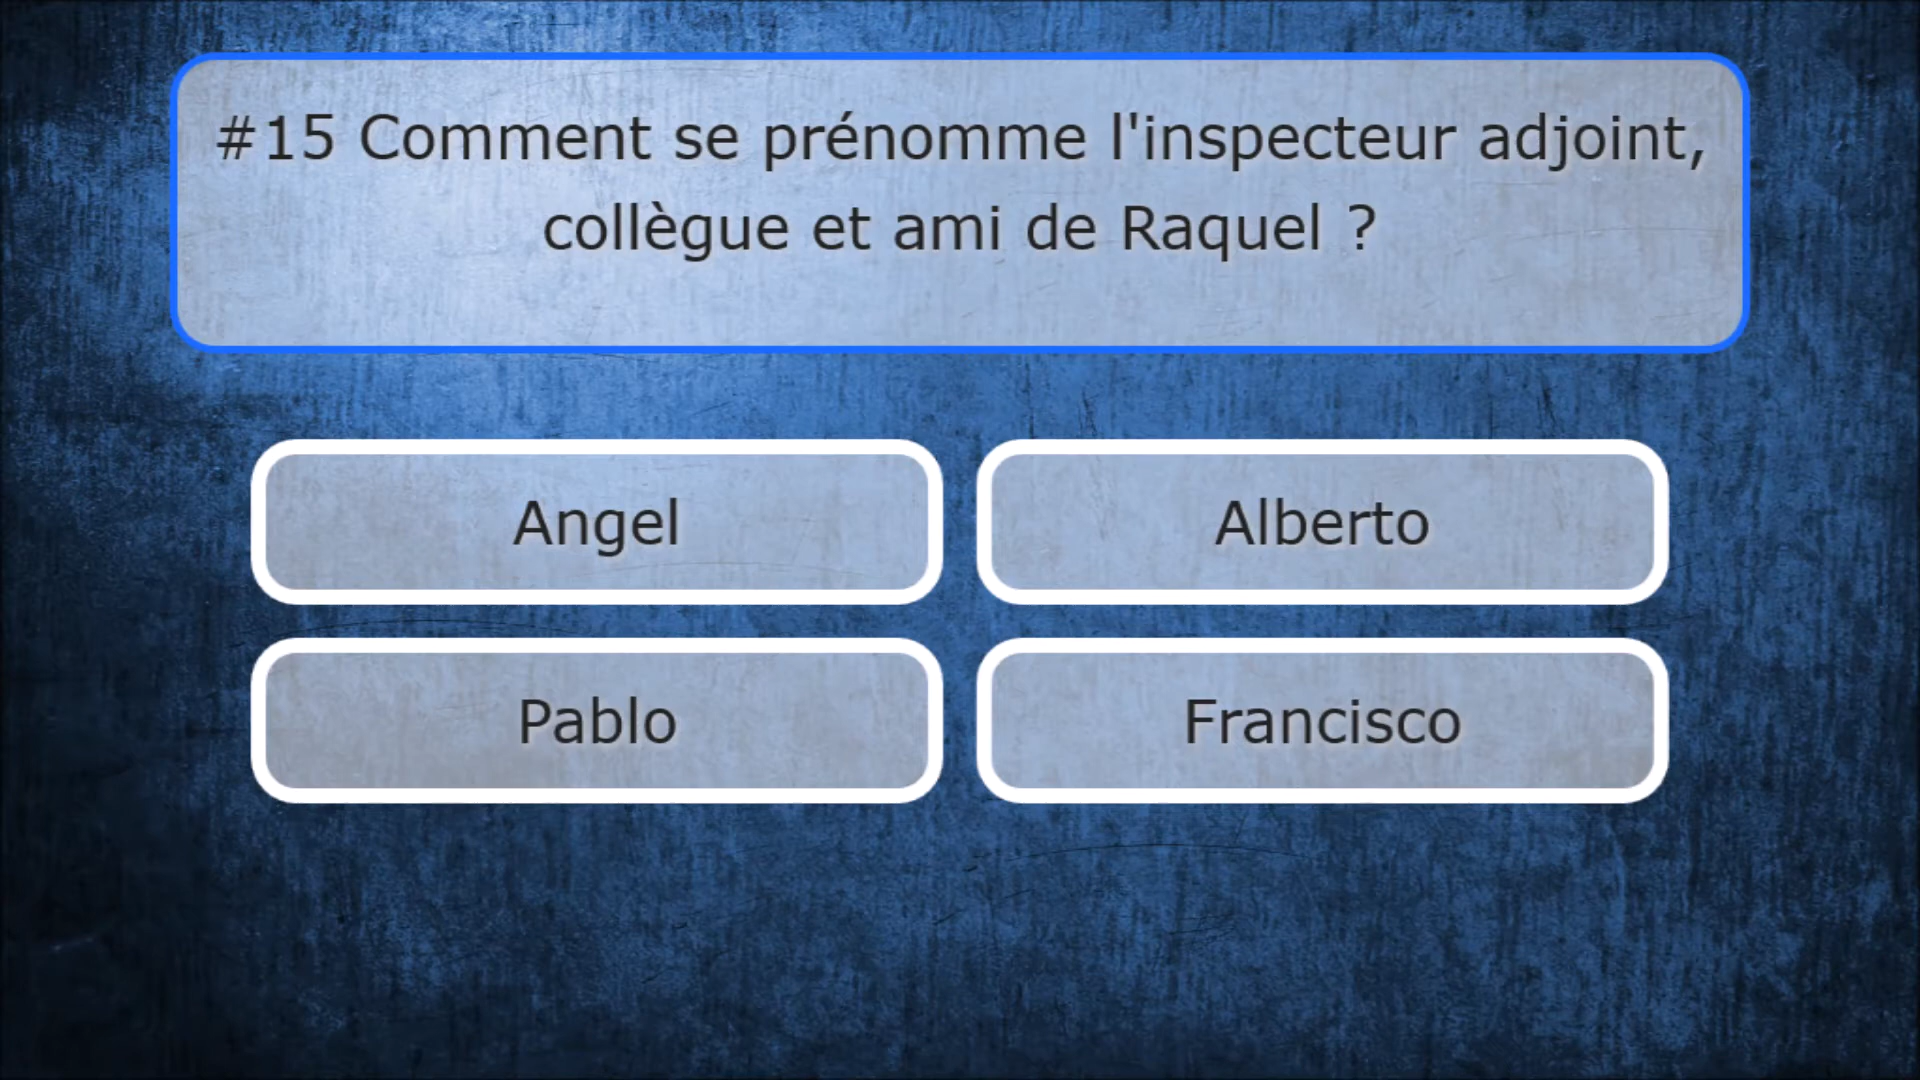 #15 Comment se prénomme l'inspecteur adjoint,
collègue et ami de Raquel ?
Angel
Alberto
Pablo
Francisco